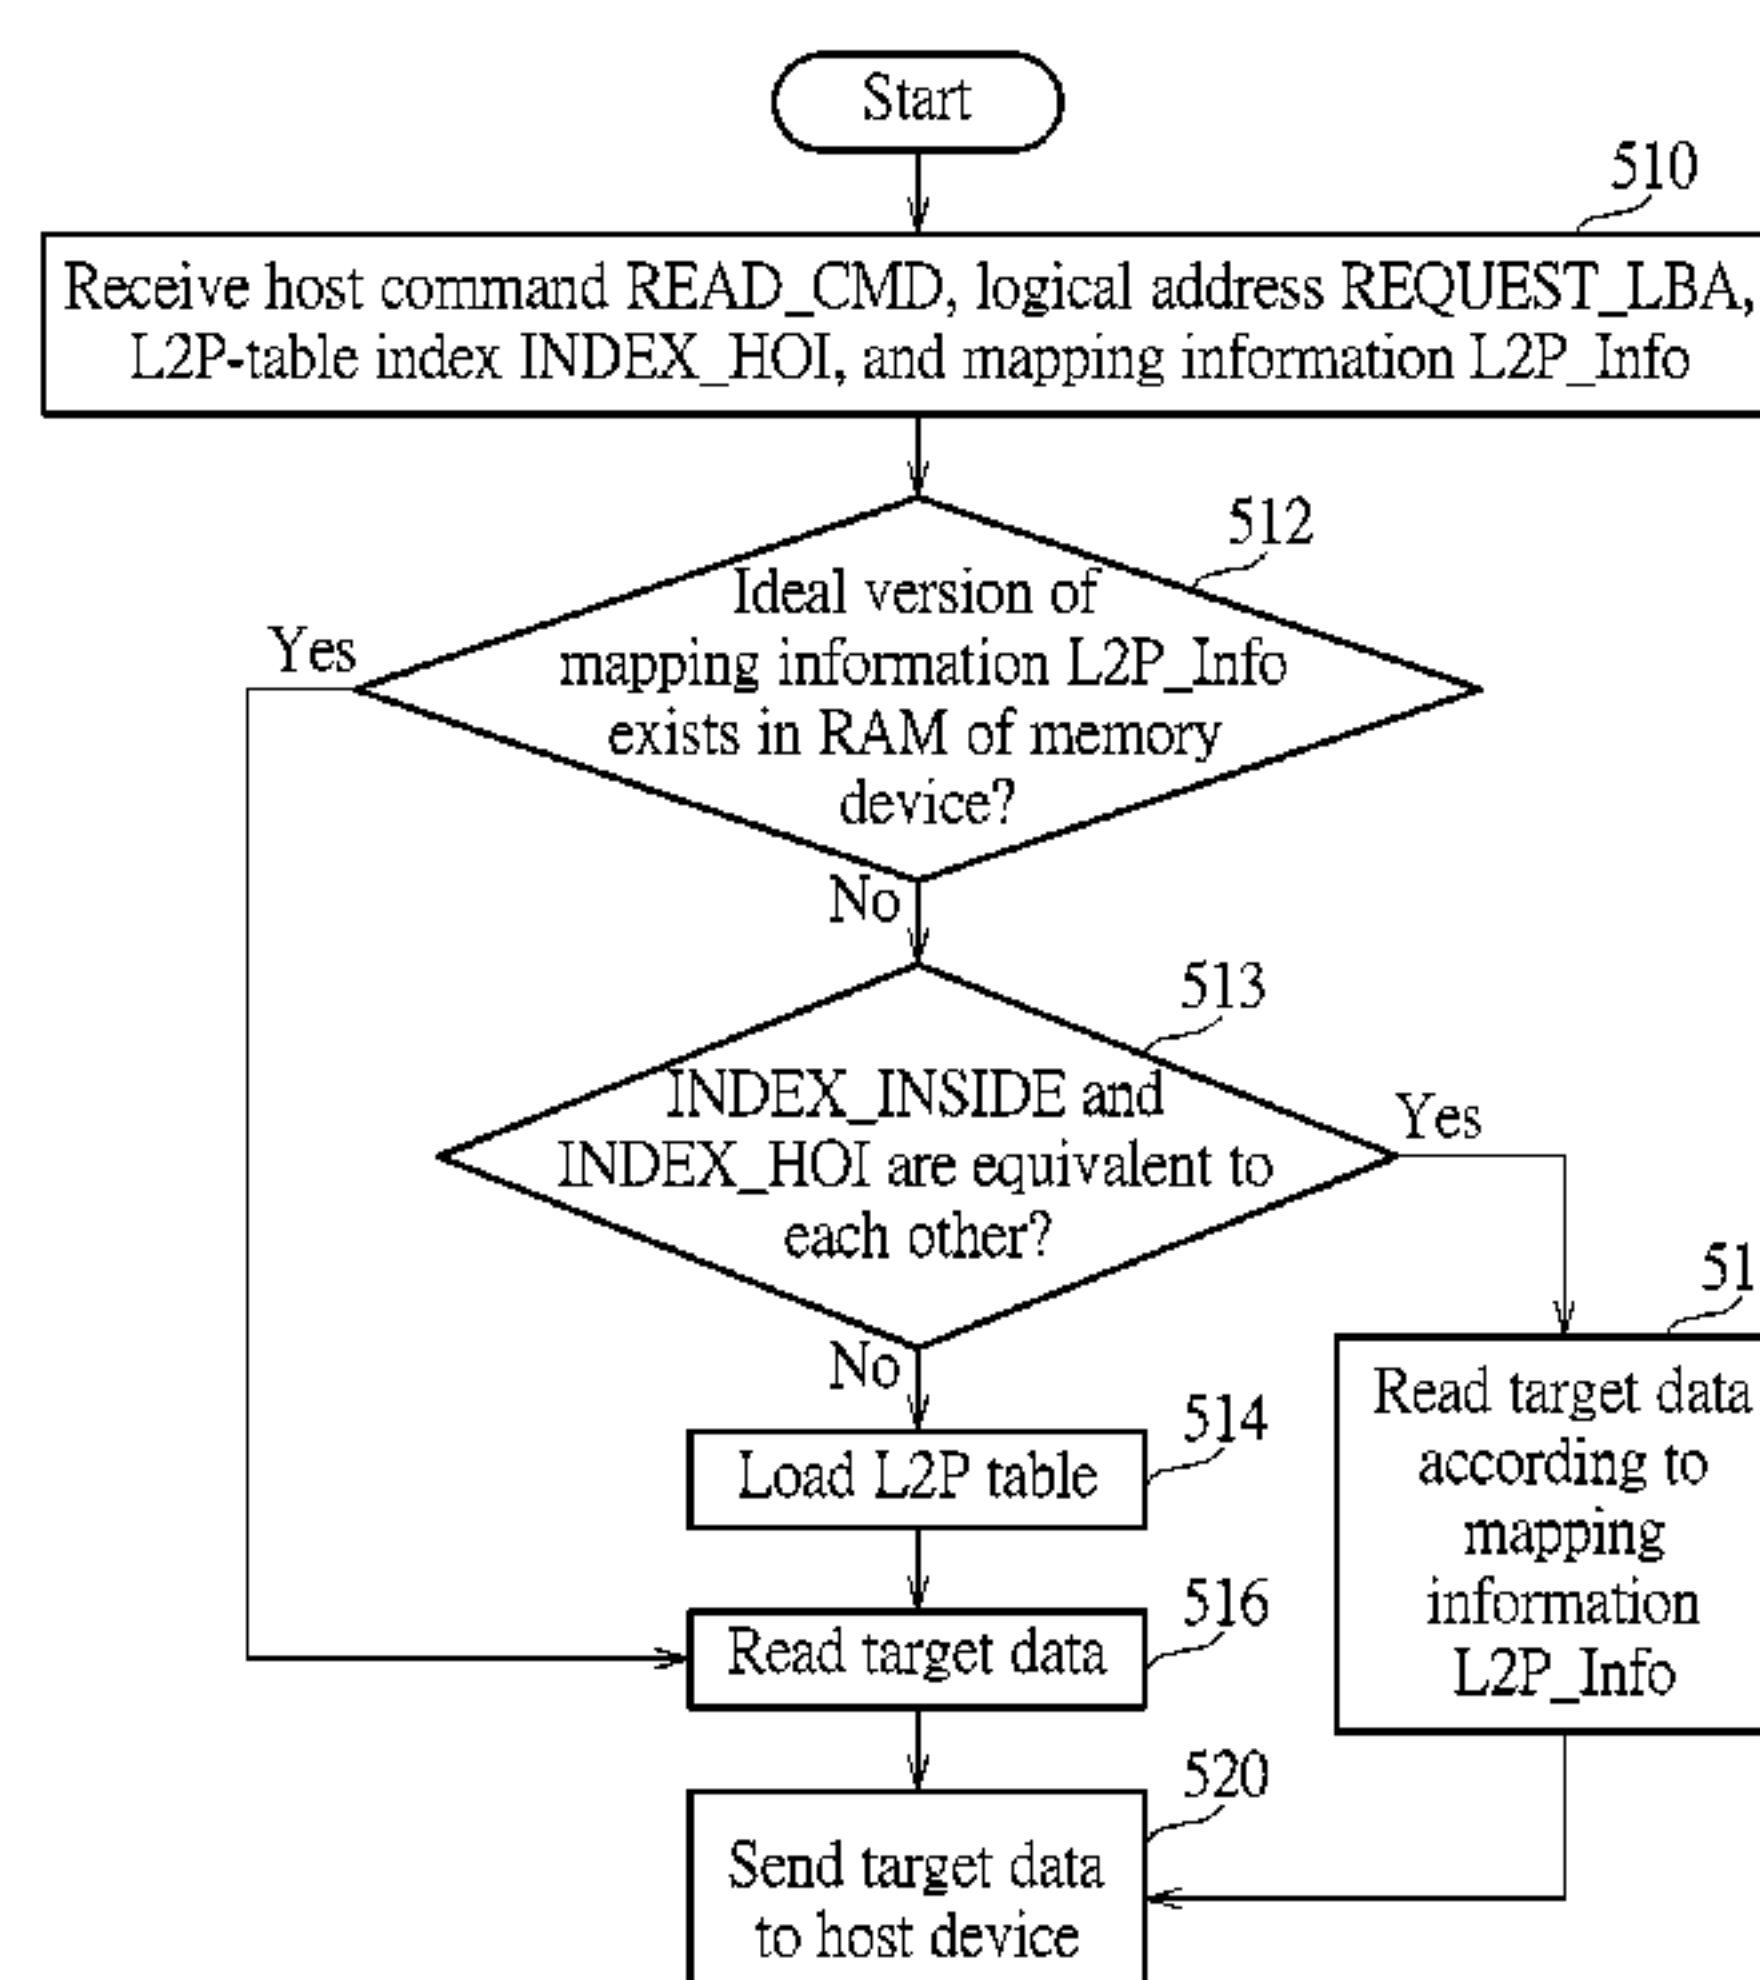 Start
510
Receive host command READ_CMD, logical address REQUEST_LBA,
L2P-table index INDEX_HOI, and mapping information L2P_Info
512
Ideal version of
mapping information L2P_Info
exists in RAM of memory
device?
Yes
No
513
INDEX_INSIDE and
INDEX_HOI are equivalent to
each other?
Yes
No
51
Read target data
according to
mapping
information
L2P_Info
514
Load L2P table
516
Read target data
520
Send target data
to host device